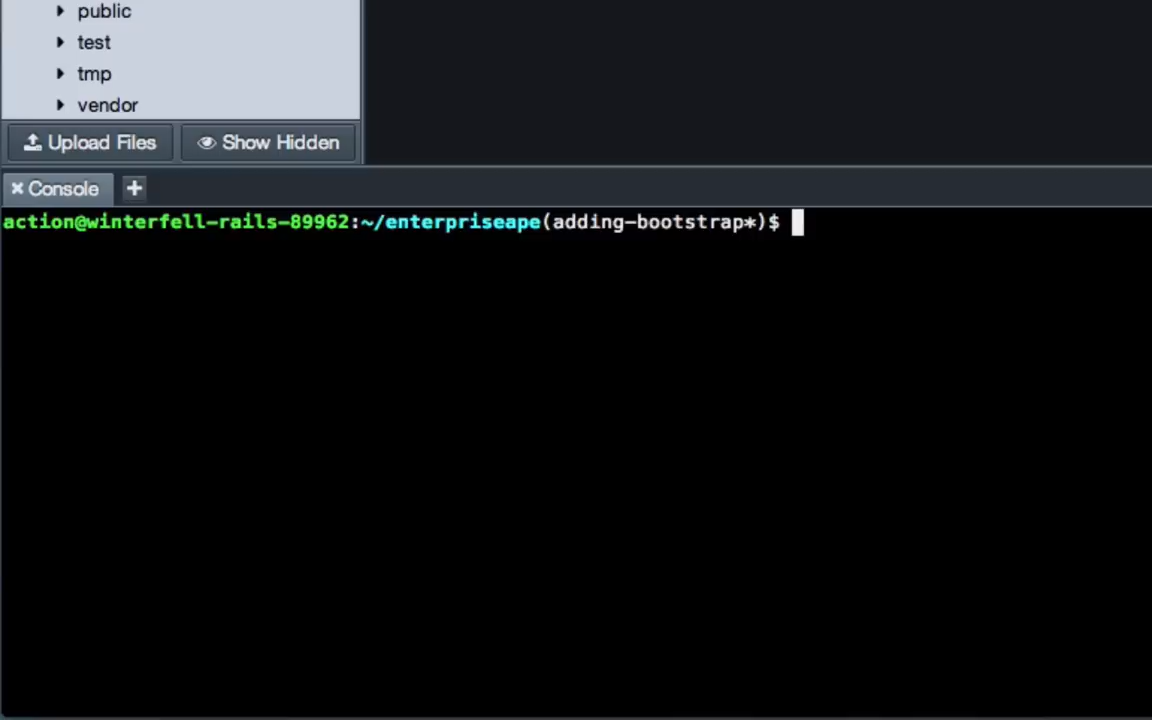 public
test
tmp
vendor
Upload Files Show Hidden
× Console +
action@winterfell-rails-89962:~/enterpriseape(adding-bootstrap*)$